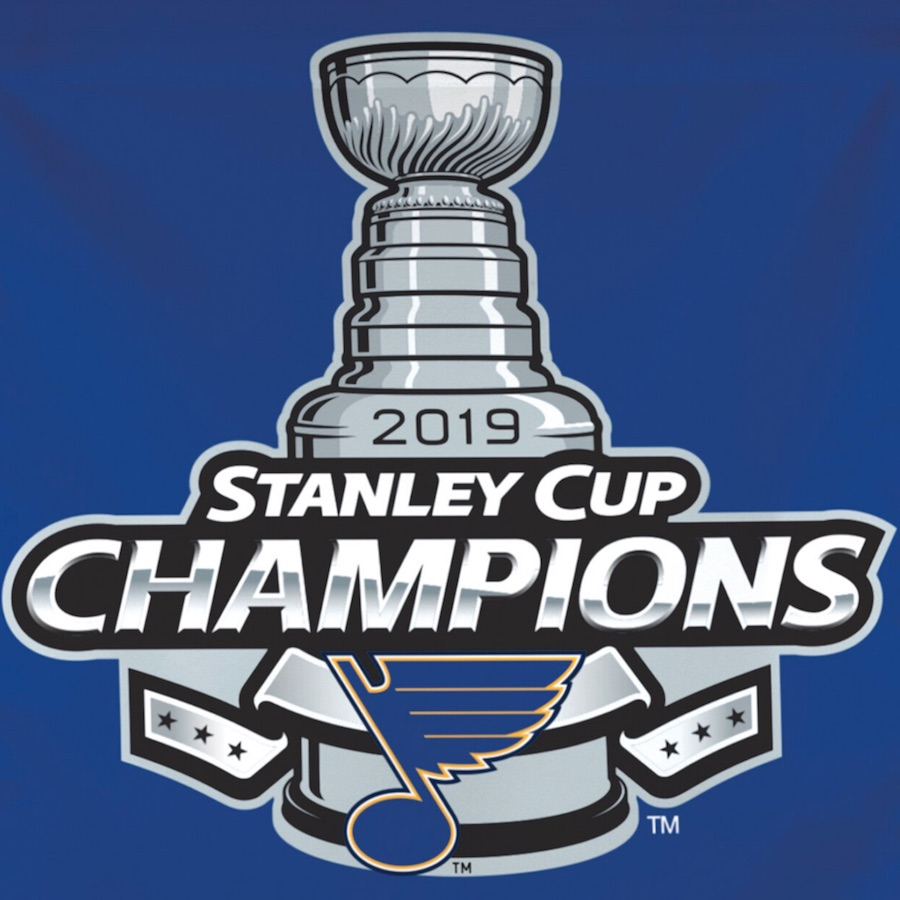 2019
STANLEY CUP
CHAMPIONS
TM
TM